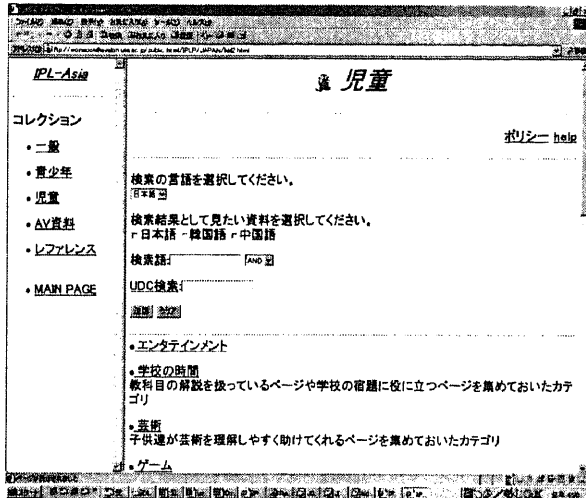 IPL-Asia
コレクション
• 一般
• 青少年
• 児童
• AV資料
• レファレンス
• MAIN PAGE
児童
ポリシー help
検索の言語を選択してください。
日本語
検索結果として見たい資料を選択してください。
日本語 韓国語 中国語
検索語: AND
UDC検索:
• エンタテインメント
• 学校の時間
教科目の解説を扱っているページや学校の宿題に役に立つページを集めておいたカテ
ゴリ
• 芸術
子供達が芸術を理解しやすく助けてくれるページを集めておいたカテゴリ
• ゲーム